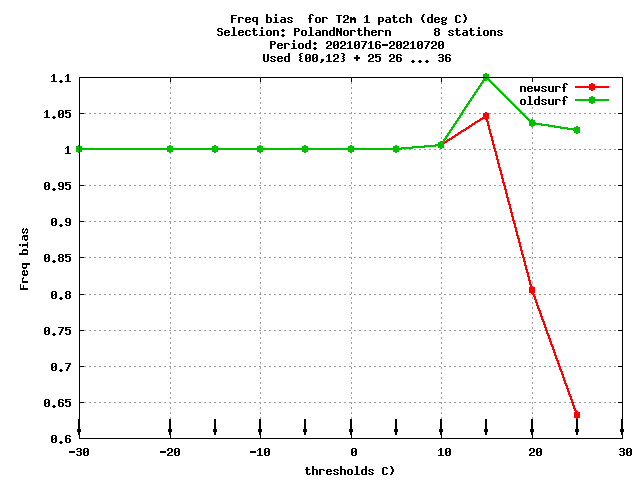 Freq bias  for T2m 1 patch (deg C)
Selection: PolandNorthern      8 stations
Period: 20210716-20210720
Used {00,12} + 25 26 ... 36
newsurf
oldsurf
1.1
1.05
1
0.95
0.9
0.85
0.8
0.75
0.7
0.65
0.6
Freq bias
-30 -20 -10 0 10 20 30
thresholds C)